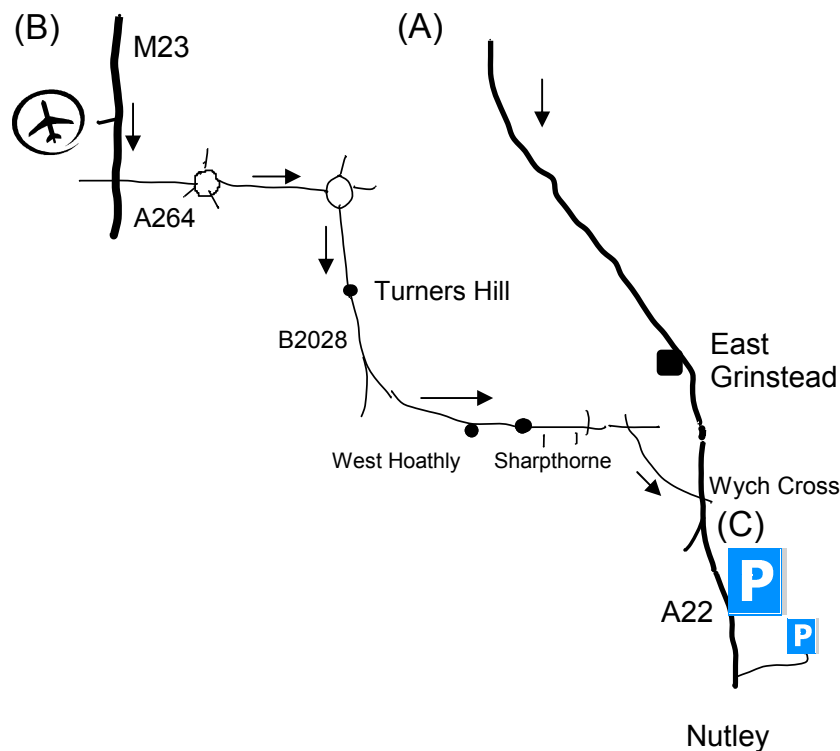 (B)
(A)
M23
A264
Turners Hill
B2028
East
Grinstead
West Hoathly
Sharpthorne
Wych Cross
(C)
P
A22
P
Nutley